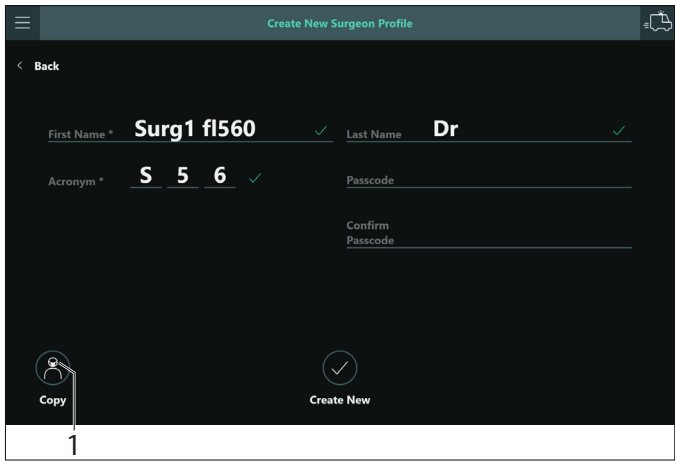 Create New Surgeon Profile
< Back
First Name * Surg1 fl560
Last Name Dr
Acronym * S 5 6
Passcode
Confirm
Passcode
Copy
Create New
1